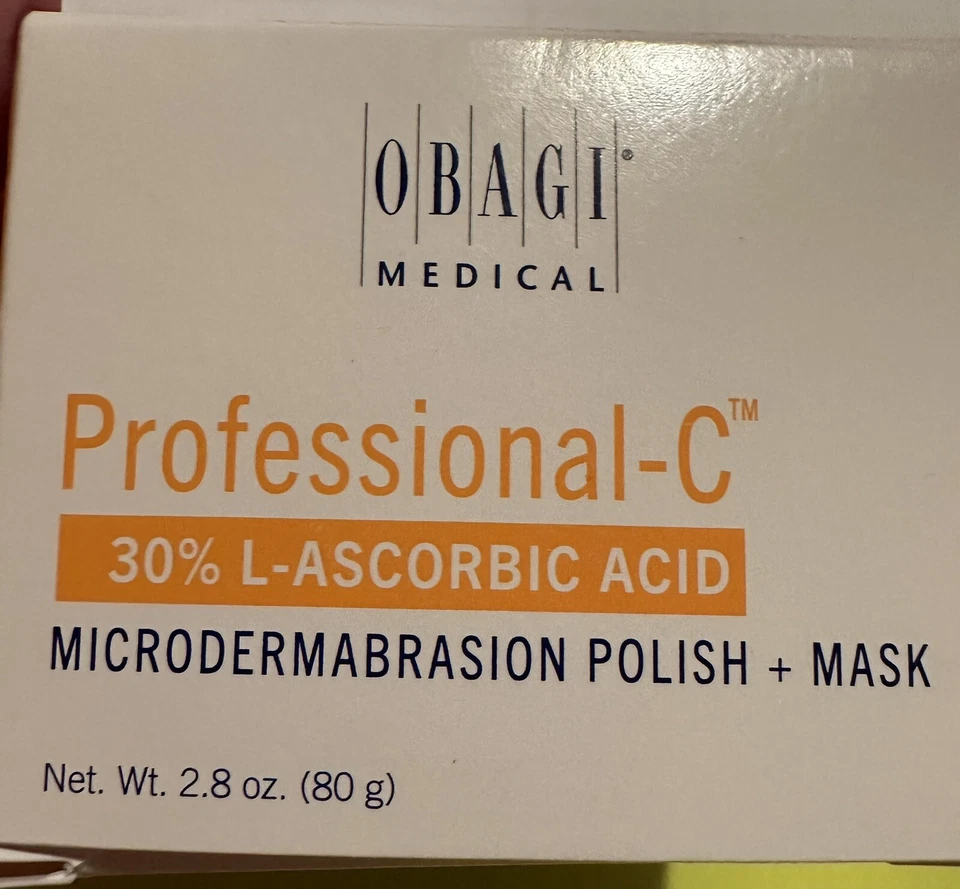 OBAGI®
MEDICAL
Professional-C™
30% L-ASCORBIC ACID
MICRODERMABRASION POLISH + MASK
Net. Wt. 2.8 oz. (80 g)